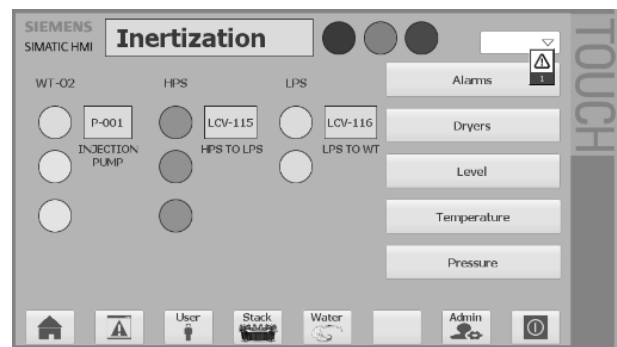 SIEMENS
SIMATIC HMI
Inertization
TOUCH
1
WT-02
HPS
LPS
Alarms
P-001
LCV-115
LCV-116
Dryers
INJECTION
PUMP
HPS TO LPS
LPS TO WT
Level
Temperature
Pressure
User
Stack
Water
Admin